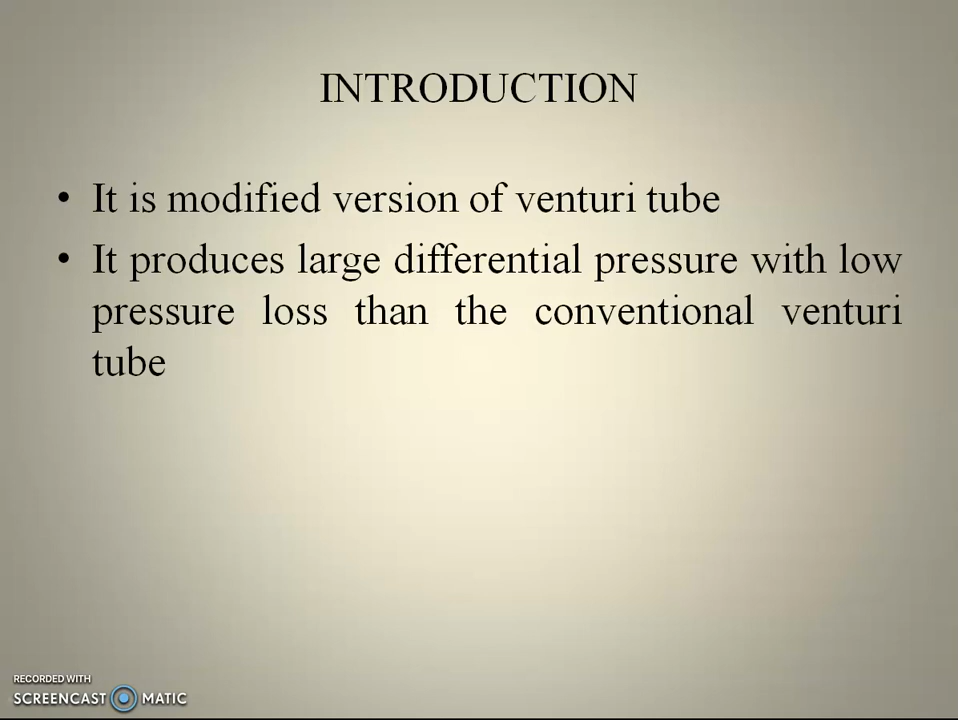 INTRODUCTION
• It is modified version of venturi tube
• It produces large differential pressure with low
pressure loss than the conventional venturi
tube
RECORDED WITH
SCREENCAST MATIC